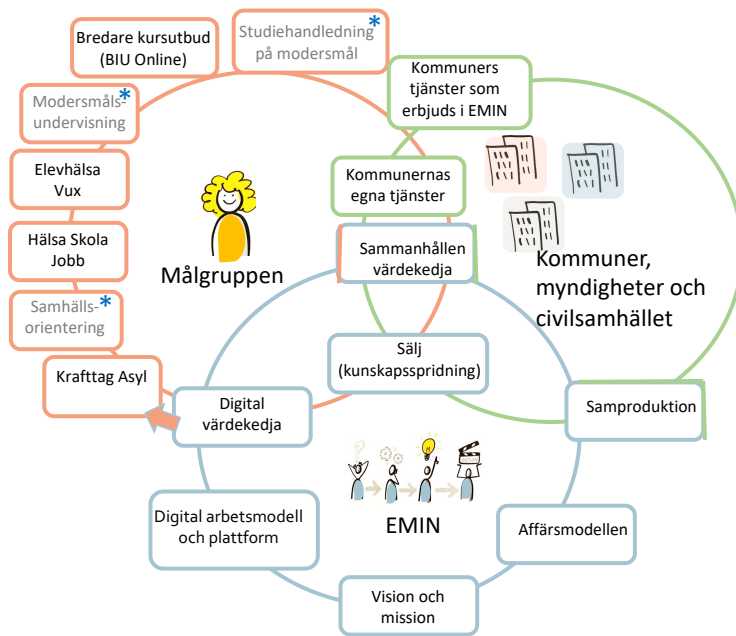 Bredare kursutbud
(BIU Online)
Studiehandledning *
på modersmål
Kommuners
tjänster som
erbjuds i EMIN
Modersmåls- *
undervisning
Elevhälsa
Vux
Kommunernas
egna tjänster
Hälsa Skola
Jobb
Målgruppen
Sammanhållen
värdekedja
Kommuner,
myndigheter och
civilsamhället
Samhälls- *
orientering
Sälj
(kunskapsspridning)
Krafttag Asyl
Digital
värdekedja
Samproduktion
Digital arbetsmodell
och plattform
EMIN
Affärsmodellen
Vision och
mission